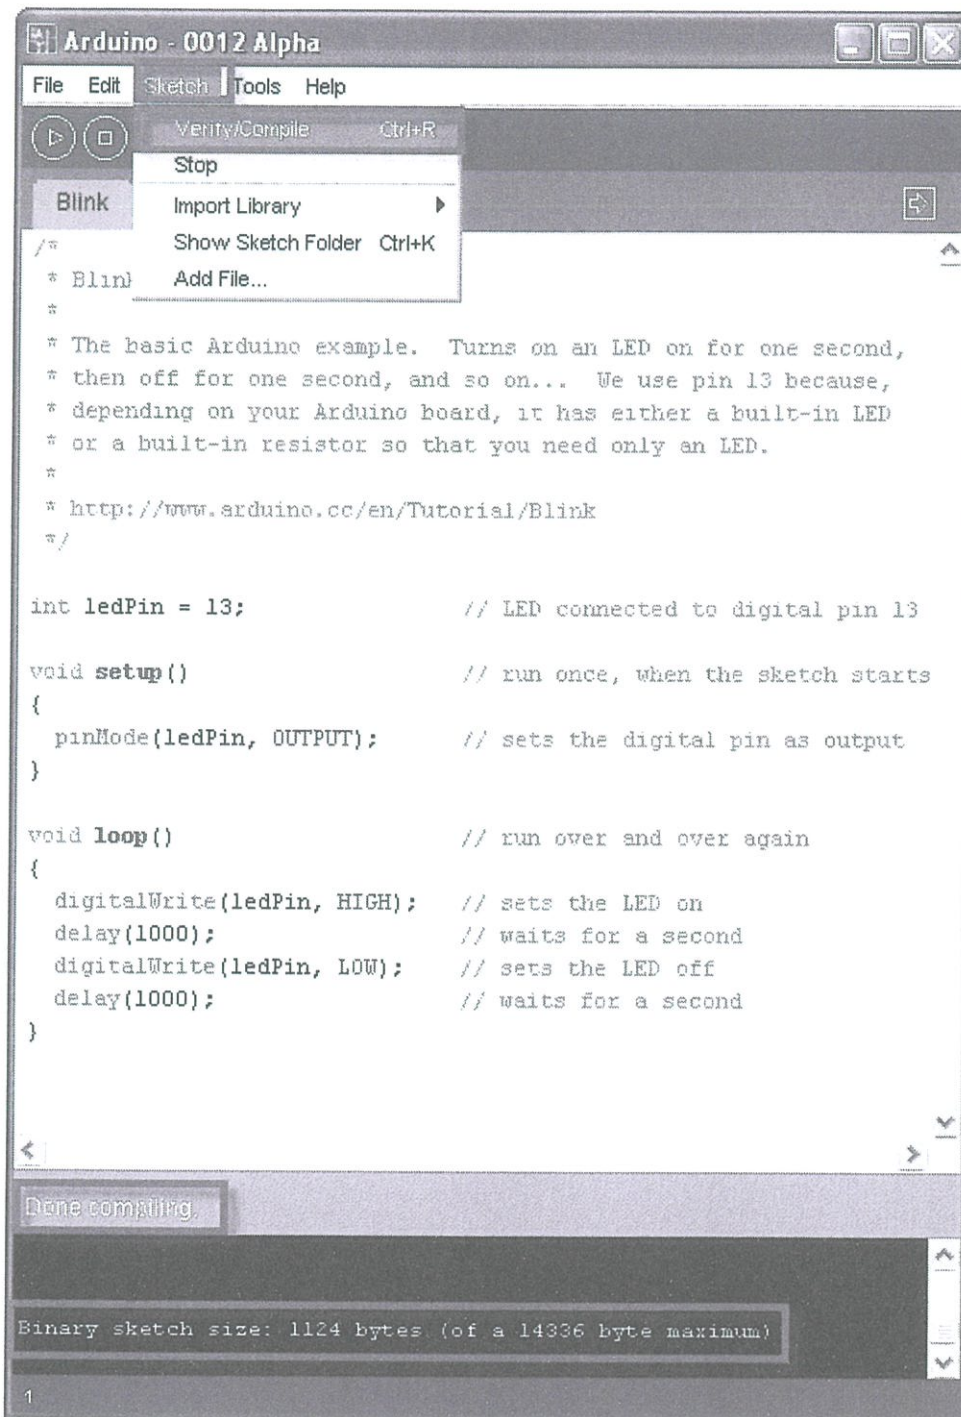 Arduino - 0012 Alpha
File Edit Sketch Tools Help
Verify/Compile Ctrl+R
Stop
Import Library
Show Sketch Folder Ctrl+K
Add File...
Blink
/*
* Blink
*
* The basic Arduino example. Turns on an LED on for one second,
* then off for one second, and so on... We use pin 13 because,
* depending on your Arduino board, it has either a built-in LED
* or a built-in resistor so that you need only an LED.
*
* http://www.arduino.cc/en/Tutorial/Blink
*/
int ledPin = 13; // LED connected to digital pin 13
void setup() // run once, when the sketch starts
{
pinMode(ledPin, OUTPUT); // sets the digital pin as output
}
void loop() // run over and over again
{
digitalWrite(ledPin, HIGH); // sets the LED on
delay(1000); // waits for a second
digitalWrite(ledPin, LOW); // sets the LED off
delay(1000); // waits for a second
}
Done compiling.
Binary sketch size: 1124 bytes (of a 14336 byte maximum)
1